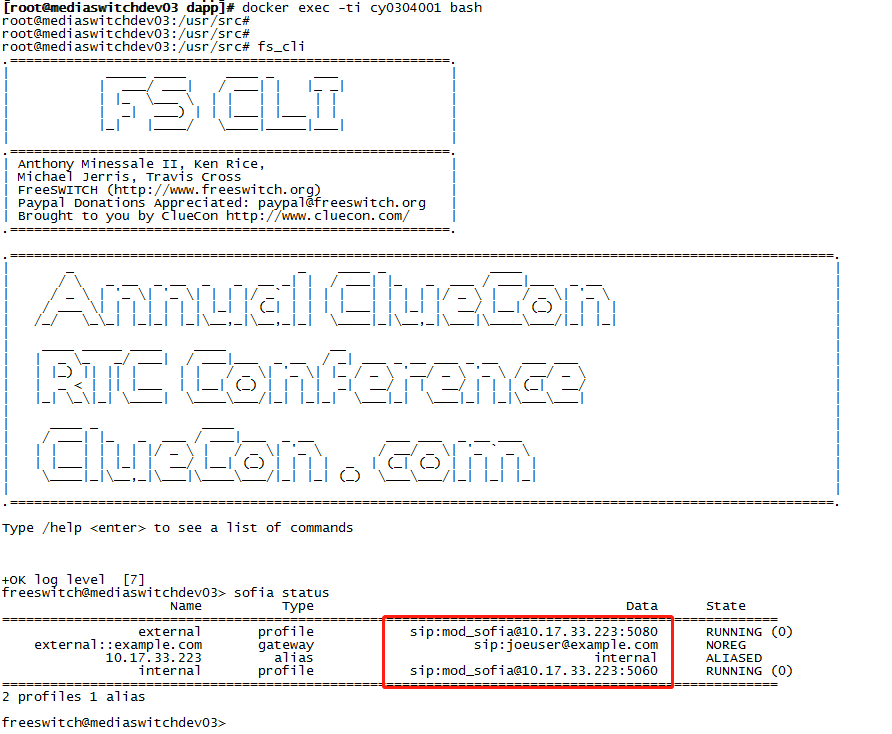 [root@mediaswitchdev03 dapp]# docker exec -ti cy0304001 bash
root@mediaswitchdev03:/usr/src#
root@mediaswitchdev03:/usr/src#
root@mediaswitchdev03:/usr/src# fs_cli
FS CLI
Anthony Minessale II, Ken Rice,
Michael Jerris, Travis Cross
FreeSWITCH (http://www.freeswitch.org)
Paypal Donations Appreciated: paypal@freeswitch.org
Brought to you by ClueCon http://www.cluecon.com/
Annual ClueCon
RTC Conference
ClueCon.com
Type /help <enter> to see a list of commands
+OK log level  [7]
freeswitch@mediaswitchdev03> sofia status
Name Type Data State
external profile sip:mod_sofia@10.17.33.223:5080 RUNNING (0)
external::example.com gateway sip:joeuser@example.com NOREG
10.17.33.223 alias internal ALIASED
internal profile sip:mod_sofia@10.17.33.223:5060 RUNNING (0)
2 profiles 1 alias
freeswitch@mediaswitchdev03>